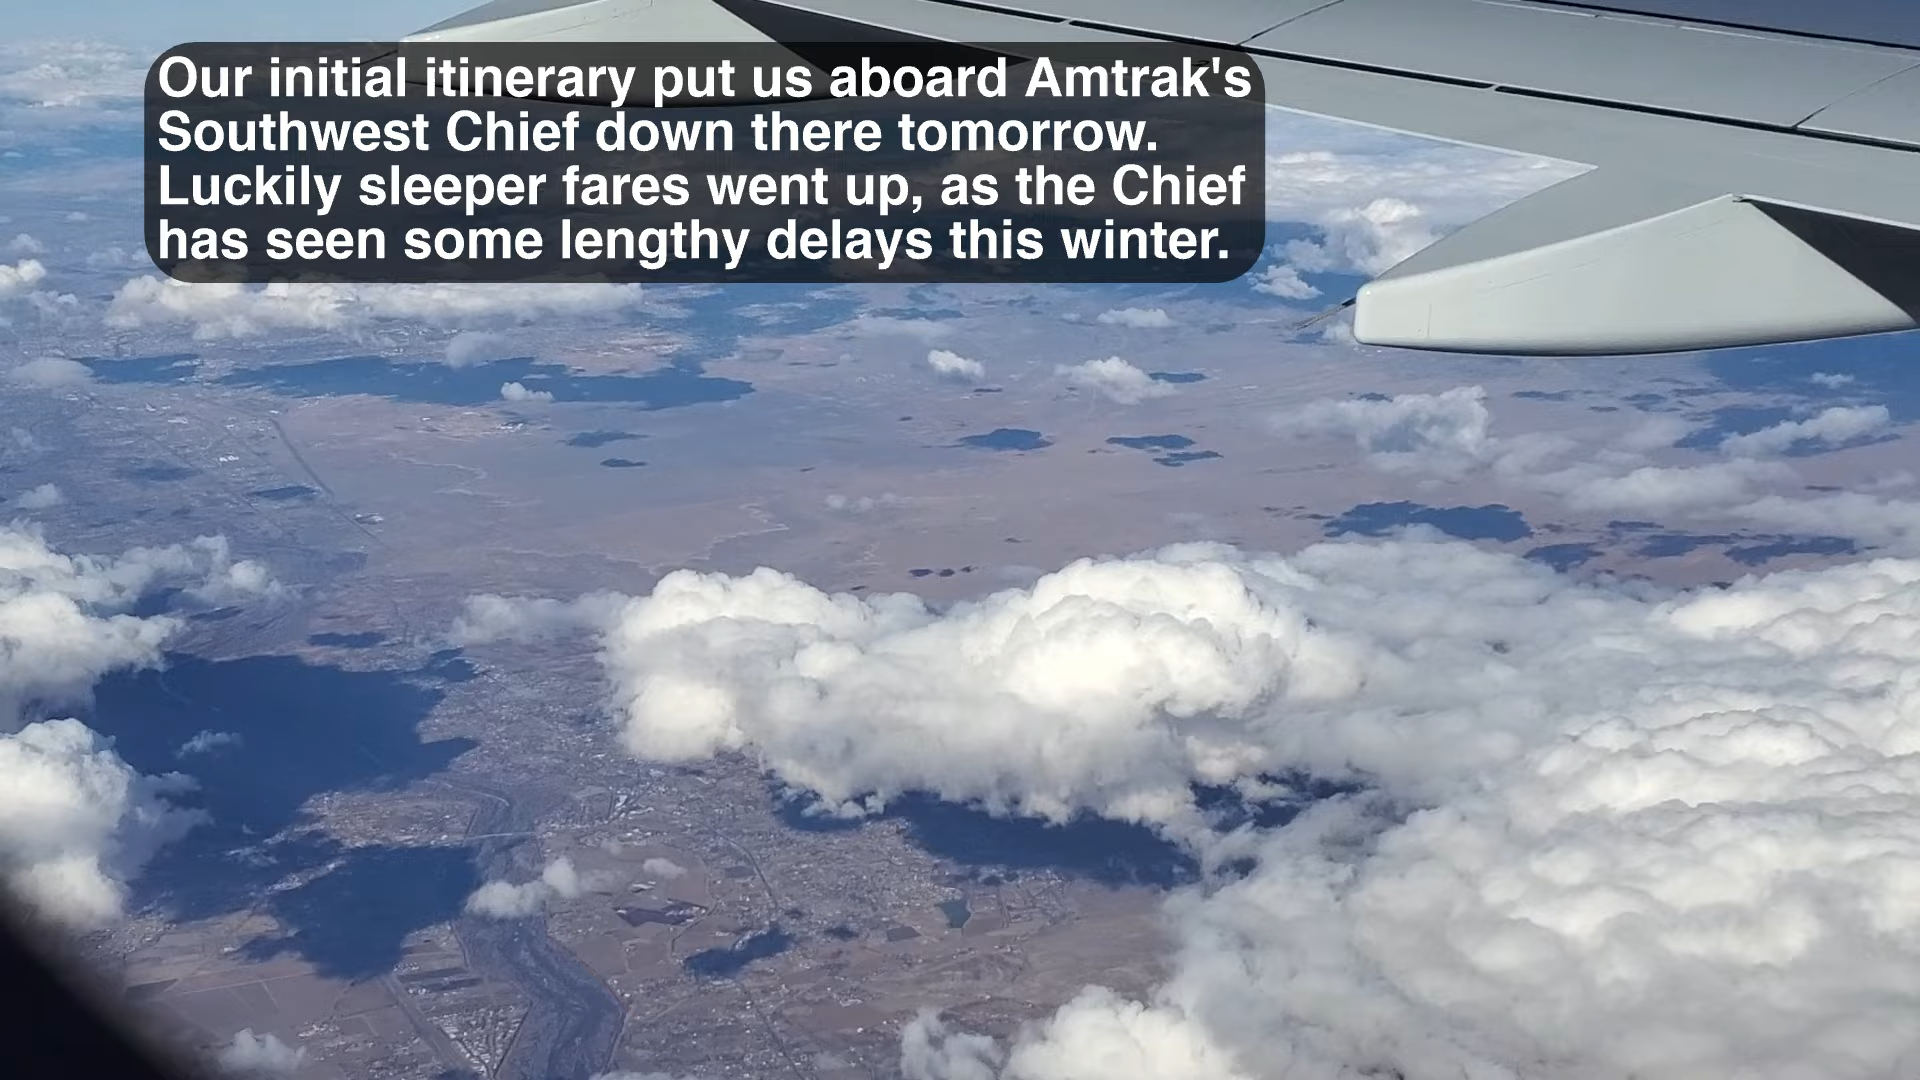 Our initial itinerary put us aboard Amtrak's
Southwest Chief down there tomorrow.
Luckily sleeper fares went up, as the Chief
has seen some lengthy delays this winter.